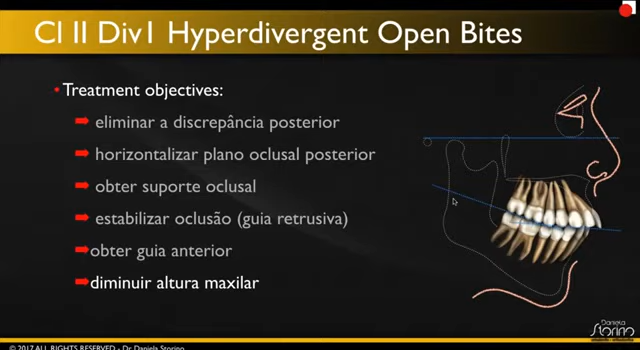 Cl II Div1 Hyperdivergent Open Bites
• Treatment objectives:
➡ eliminar a discrepância posterior
➡ horizontalizar plano oclusal posterior
➡ obter suporte oclusal
➡ estabilizar oclusão (guia retrusiva)
➡obter guia anterior
➡diminuir altura maxilar
Daniela
Storino
© 2017 ALL RIGHTS RESERVED - Dr. Daniela Storino